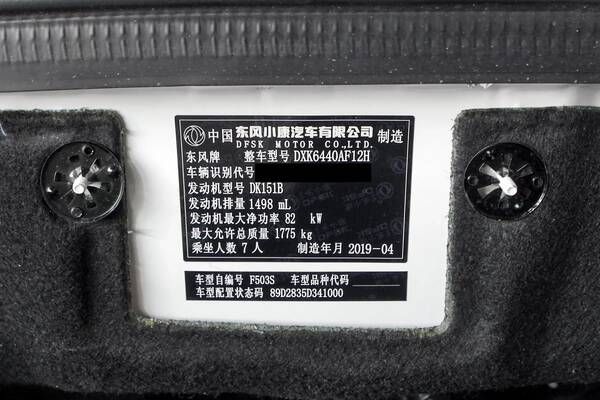 中国 东风小康汽车有限公司 制造
DFSK MOTOR CO.,LTD.
东风牌 整车型号 DXK6440AF12H
车辆识别代号
发动机型号 DK151B
发动机排量 1498 mL
发动机最大净功率 82 kW
最大允许总质量 1775 kg
乘坐人数 7 人 制造年月 2019-04
车型自编号 F503S 车型品种代码
车型配置状态码 89D2835D341000